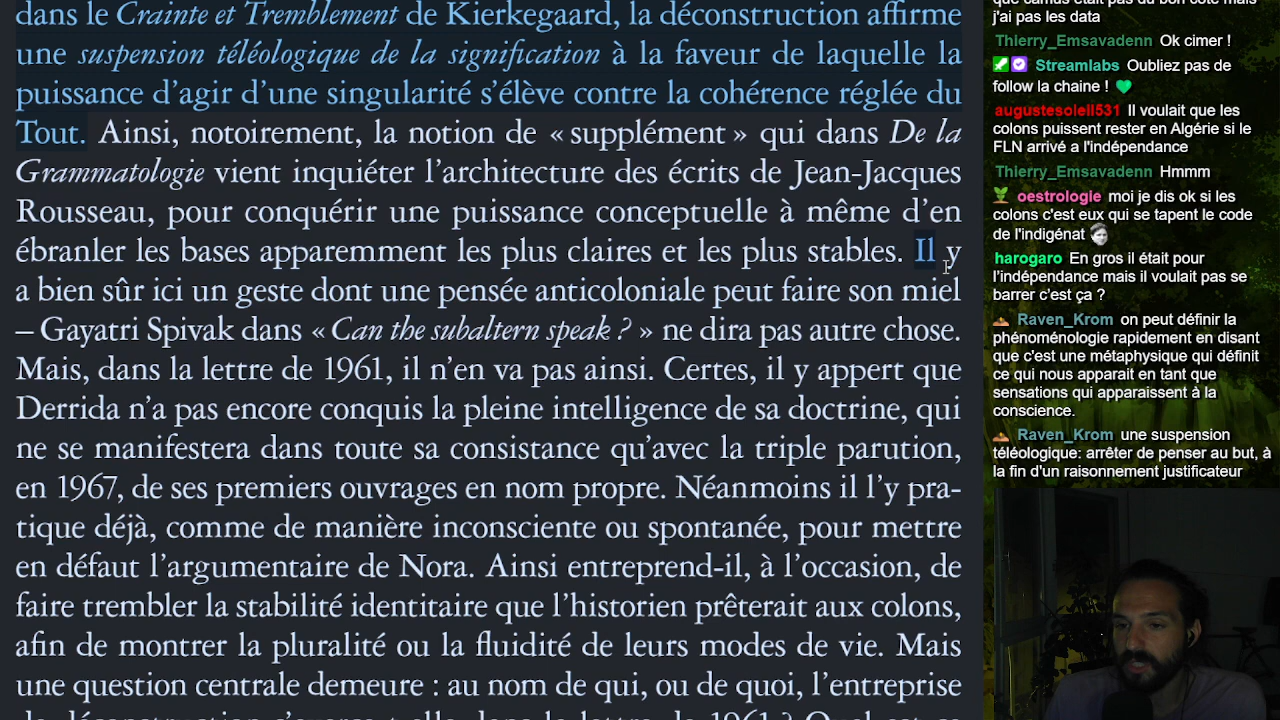 dans le Crainte et Tremblement de Kierkegaard, la déconstruction affirme
une suspension téléologique de la signification à la faveur de laquelle la
puissance d’agir d’une singularité s’élève contre la cohérence réglée du
Tout. Ainsi, notoirement, la notion de « supplément » qui dans De la
Grammatologie vient inquiéter l’architecture des écrits de Jean-Jacques
Rousseau, pour conquérir une puissance conceptuelle à même d’en
ébranler les bases apparemment les plus claires et les plus stables. Il y
a bien sûr ici un geste dont une pensée anticoloniale peut faire son miel
– Gayatri Spivak dans « Can the subaltern speak ? » ne dira pas autre chose.
Mais, dans la lettre de 1961, il n’en va pas ainsi. Certes, il y appert que
Derrida n’a pas encore conquis la pleine intelligence de sa doctrine, qui
ne se manifestera dans toute sa consistance qu’avec la triple parution,
en 1967, de ses premiers ouvrages en nom propre. Néanmoins il l’y pra-
tique déjà, comme de manière inconsciente ou spontanée, pour mettre
en défaut l’argumentaire de Nora. Ainsi entreprend-il, à l’occasion, de
faire trembler la stabilité identitaire que l’historien prêterait aux colons,
afin de montrer la pluralité ou la fluidité de leurs modes de vie. Mais
une question centrale demeure : au nom de qui, ou de quoi, l’entreprise
j'ai pas les data
Thierry_Emsavadenn Ok cimer !
Streamlabs Oubliez pas de
follow la chaine !
augustesoleil531 Il voulait que les
colons puissent rester en Algérie si le
FLN arrivé a l'indépendance
Thierry_Emsavadenn Hmmm
oestrologie moi je dis ok si les
colons c'est eux qui se tapent le code
de l'indigénat
harogaro En gros il était pour
l'indépendance mais il voulait pas se
barrer c'est ça ?
Raven_Krom on peut définir la
phénoménologie rapidement en disant
que c'est une métaphysique qui définit
ce qui nous apparait en tant que
sensations qui apparaissent à la
conscience.
Raven_Krom une suspension
téléologique: arrêter de penser au but, à
la fin d'un raisonnement justificateur